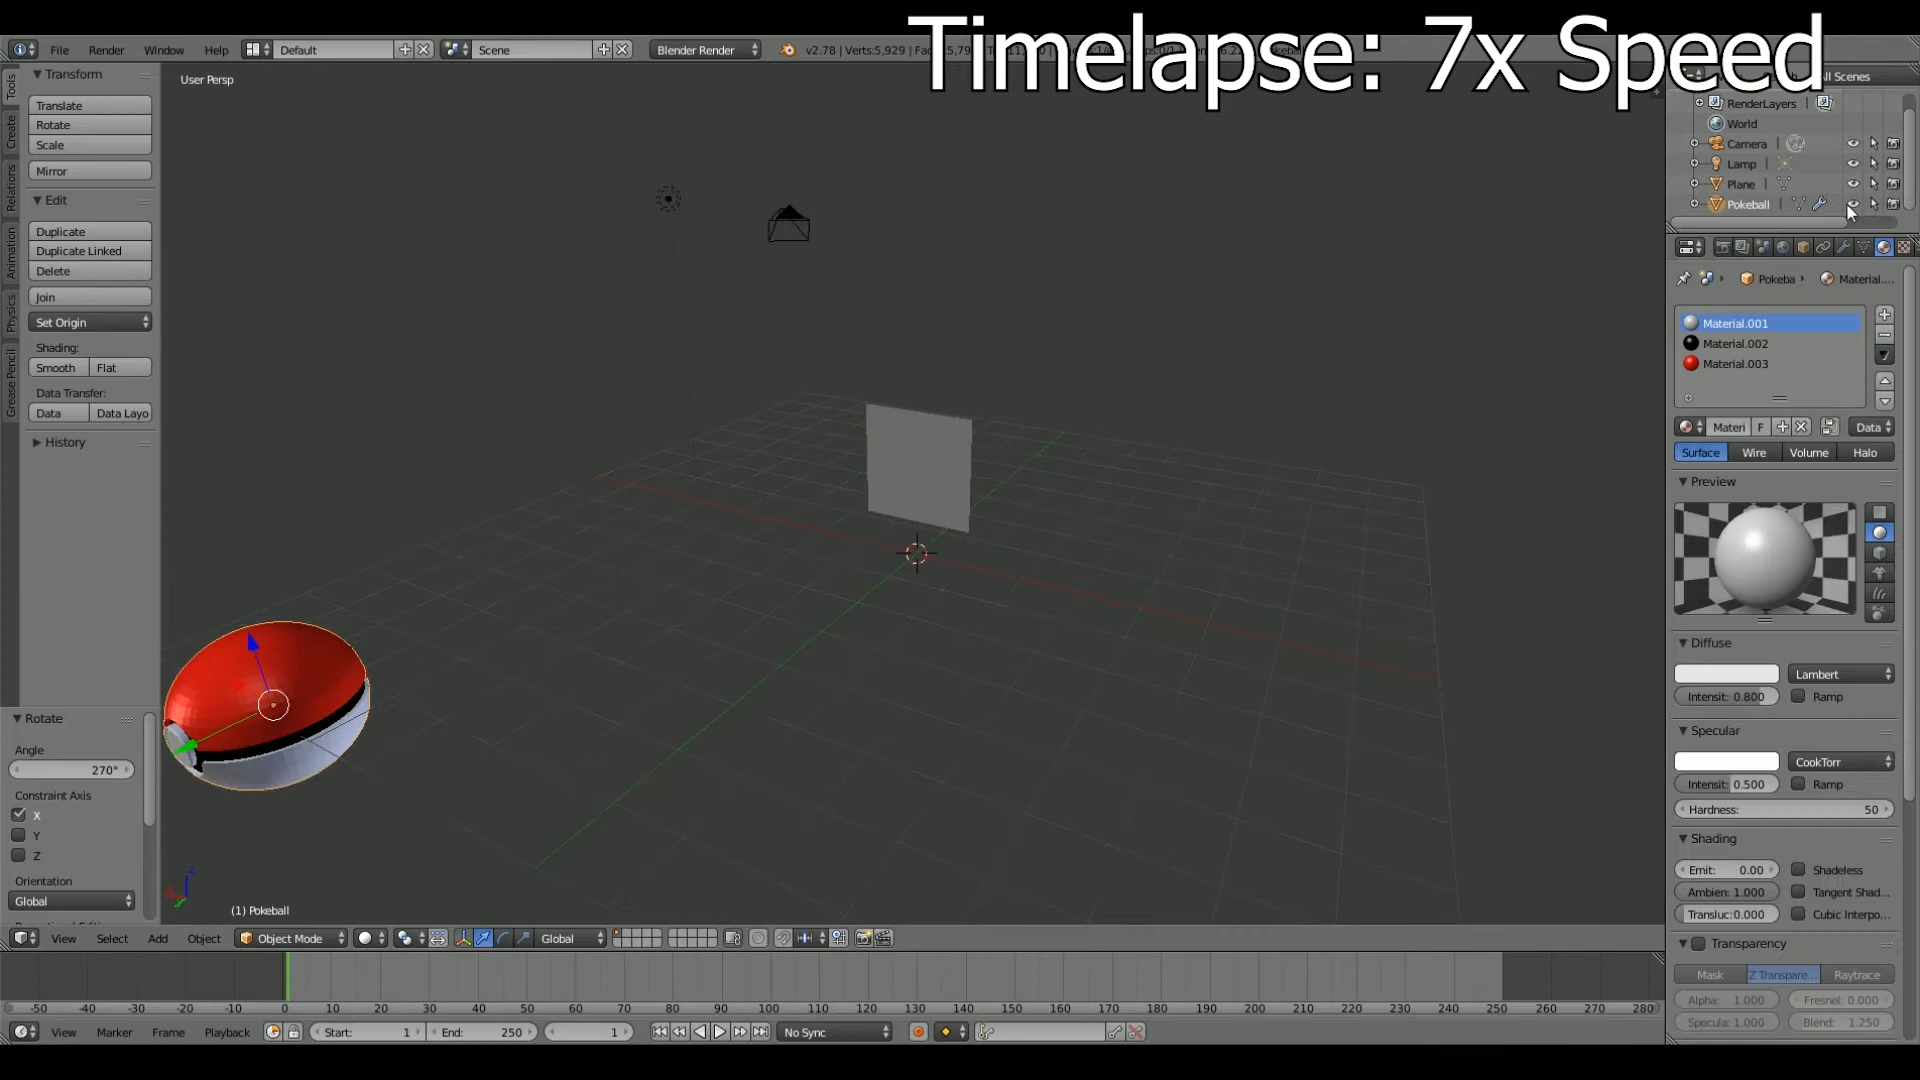 Timelapse: 7x Speed
File Render Window Help Default Scene Blender Render v2.78 | Verts:5,929 |
All Scenes
Tools
Create
Relations
Animation
Physics
Grease Pencil
Transform
Translate
Rotate
Scale
Mirror
Edit
Duplicate
Duplicate Linked
Delete
Join
Set Origin
Shading:
Smooth Flat
Data Transfer:
Data Data Layo
History
Rotate
Angle
270°
Constraint Axis
X
Y
Z
Orientation
Global
User Persp
(1) Pokeball
RenderLayers
World
Camera
Lamp
Plane
Pokeball
Pokeba Material....
Material.001
Material.002
Material.003
Materi F Data
Surface Wire Volume Halo
Preview
Diffuse
Lambert
Intensit: 0.800 Ramp
Specular
CookTorr
Intensit: 0.500 Ramp
Hardness: 50
Shading
Emit: 0.00 Shadeless
Ambien: 1.000 Tangent Shad...
Transluc:0.000 Cubic Interpo...
Transparency
Mask Z Transpare... Raytrace
Alpha: 1.000 Fresnel: 0.000
Specula: 1.000 Blend: 1.250
View Select Add Object Object Mode Global
-50 -40 -30 -20 -10 0 10 20 30 40 50 60 70 80 90 100 110 120 130 140 150 160 170 180 190 200 210 220 230 240 250 260 270 280
View Marker Frame Playback Start: 1 End: 250 1 No Sync